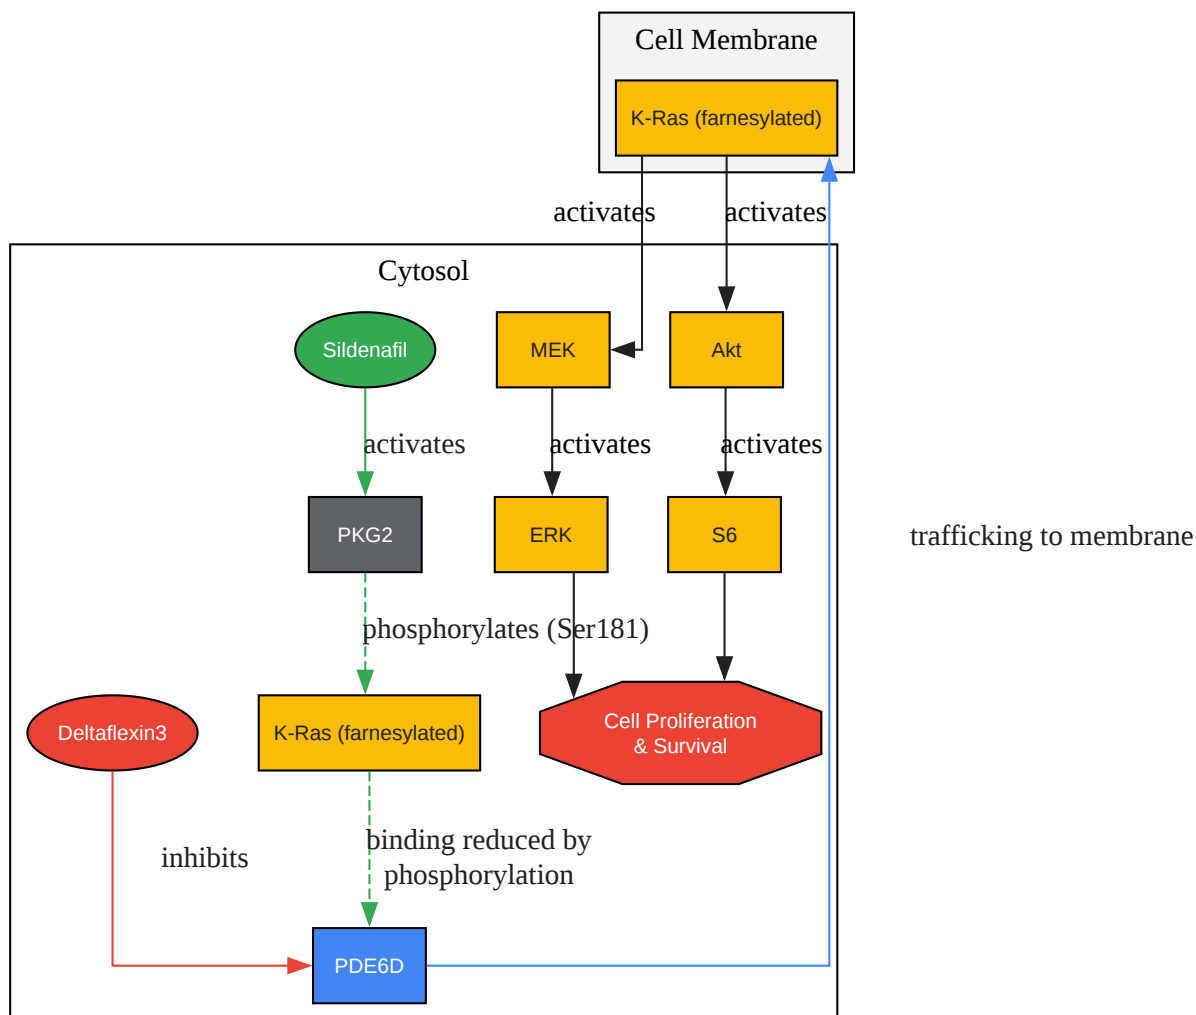 Cell Membrane
K-Ras (farnesylated)
activates
activates
Cytosol
Sildenafil
MEK
Akt
activates
activates
activates
PKG2
ERK
S6
trafficking to membrane
phosphorylates (Ser181)
Deltaflexin3
K-Ras (farnesylated)
Cell Proliferation
& Survival
inhibits
binding reduced by
phosphorylation
PDE6D